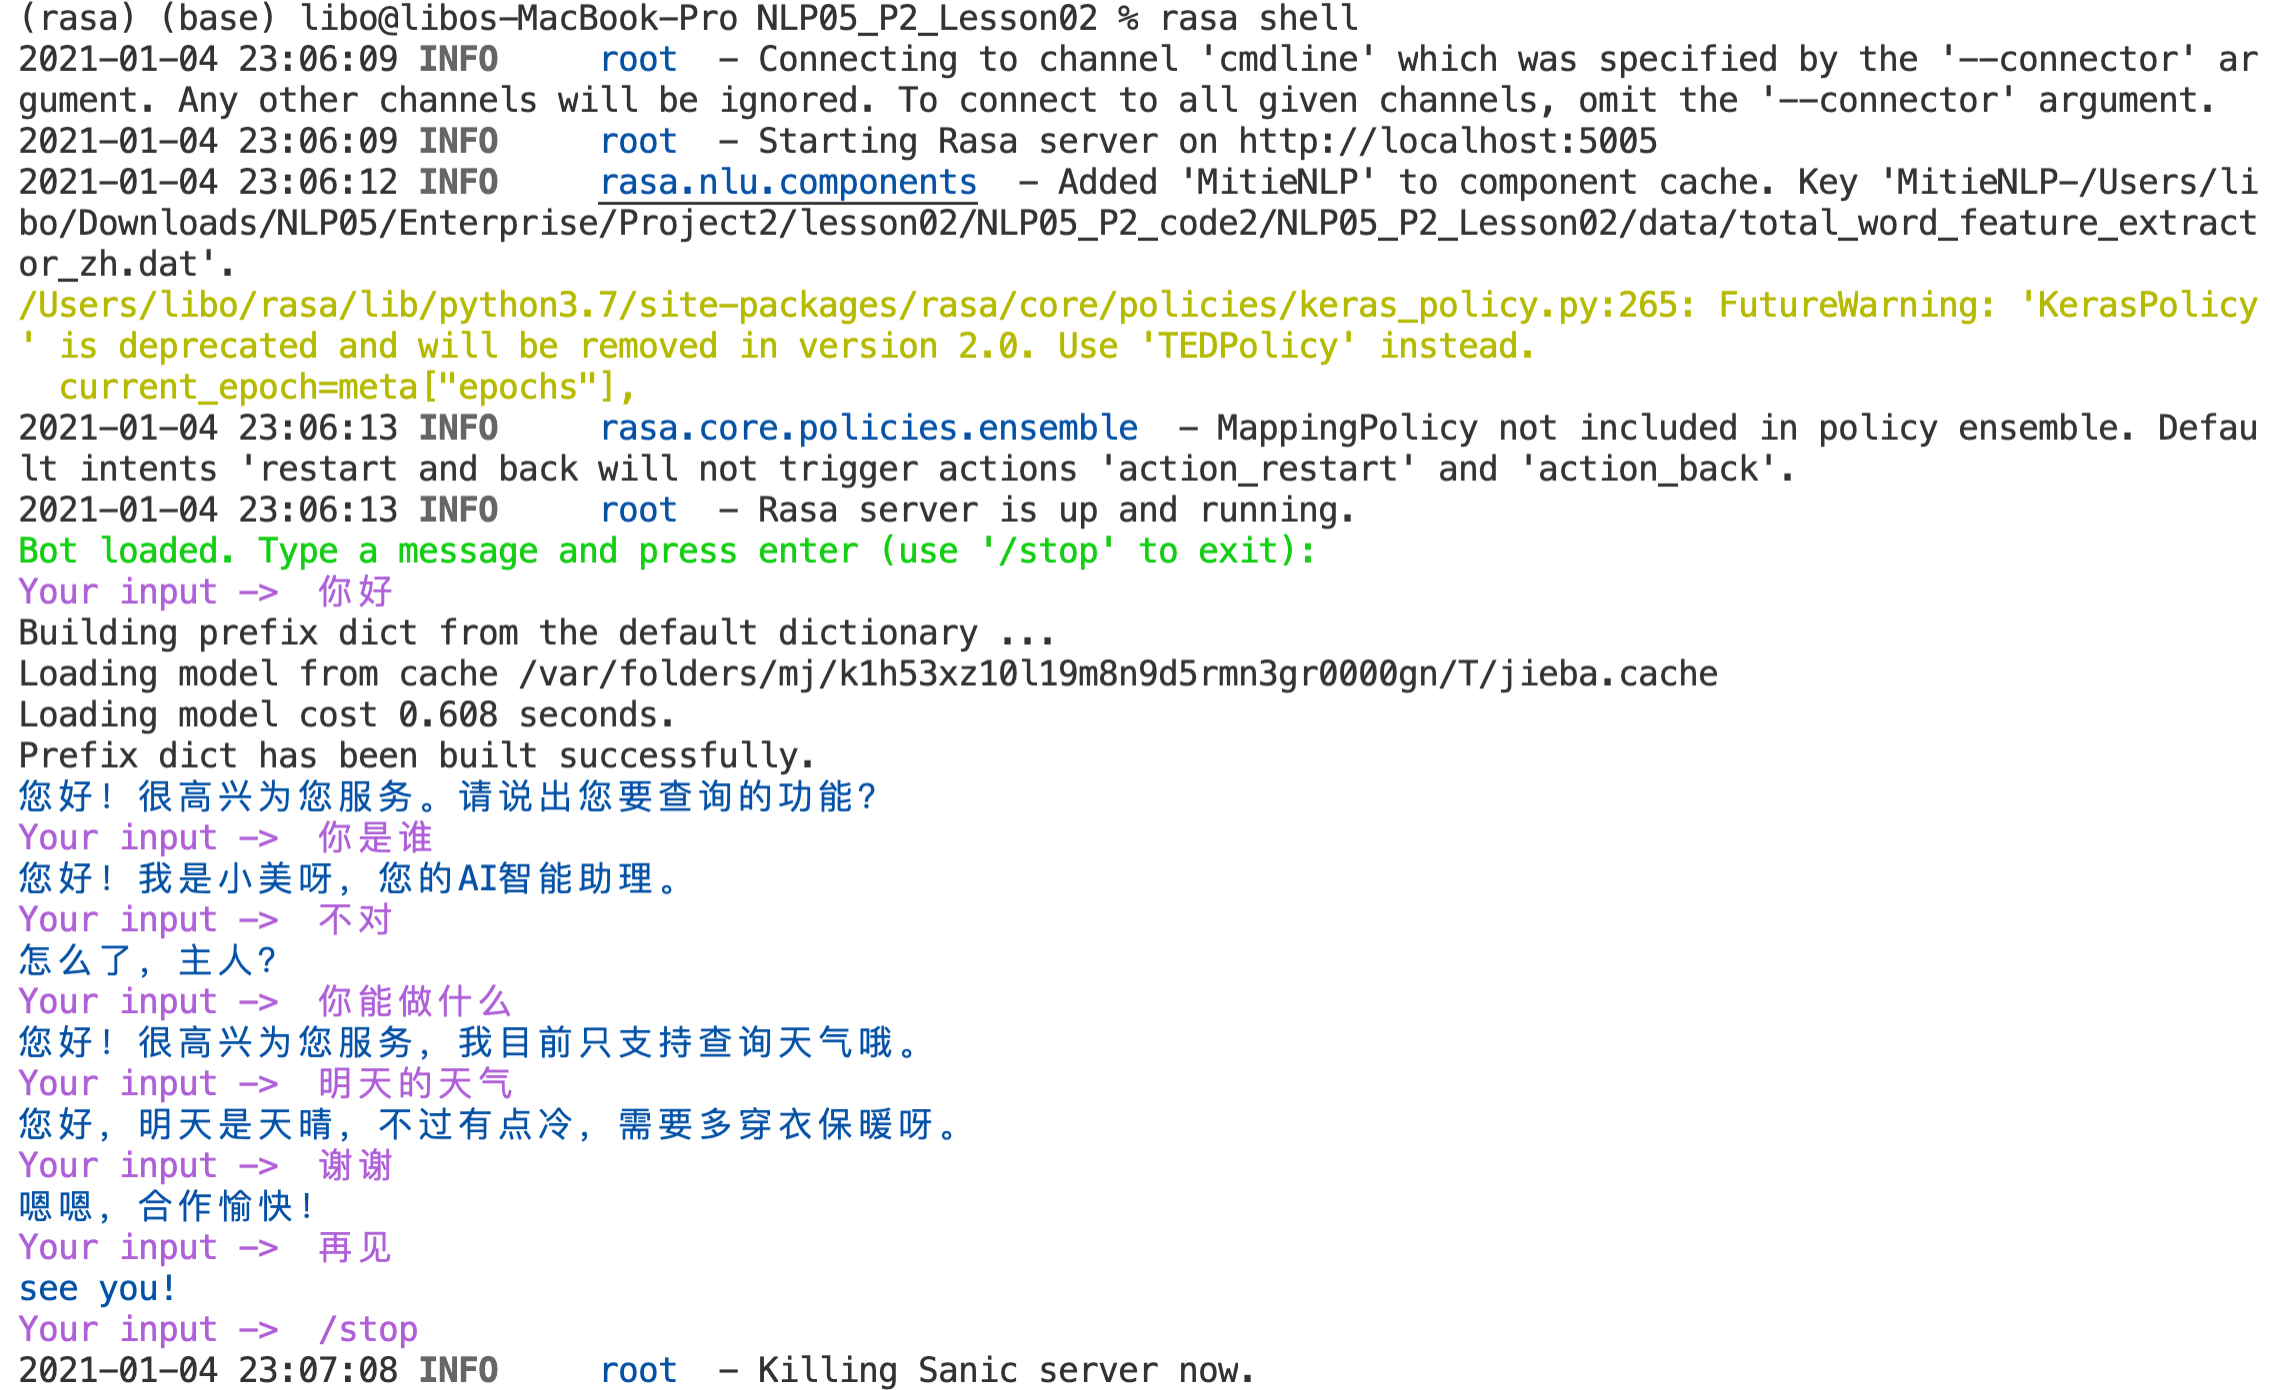 (rasa) (base) libo@libos-MacBook-Pro NLP05_P2_Lesson02 % rasa shell
2021-01-04 23:06:09 INFO     root  - Connecting to channel 'cmdline' which was specified by the '--connector' ar
gument. Any other channels will be ignored. To connect to all given channels, omit the '--connector' argument.
2021-01-04 23:06:09 INFO     root  - Starting Rasa server on http://localhost:5005
2021-01-04 23:06:12 INFO     rasa.nlu.components  - Added 'MitieNLP' to component cache. Key 'MitieNLP-/Users/li
bo/Downloads/NLP05/Enterprise/Project2/lesson02/NLP05_P2_code2/NLP05_P2_Lesson02/data/total_word_feature_extract
or_zh.dat'.
/Users/libo/rasa/lib/python3.7/site-packages/rasa/core/policies/keras_policy.py:265: FutureWarning: 'KerasPolicy
' is deprecated and will be removed in version 2.0. Use 'TEDPolicy' instead.
  current_epoch=meta["epochs"],
2021-01-04 23:06:13 INFO     rasa.core.policies.ensemble  - MappingPolicy not included in policy ensemble. Defau
lt intents 'restart and back will not trigger actions 'action_restart' and 'action_back'.
2021-01-04 23:06:13 INFO     root  - Rasa server is up and running.
Bot loaded. Type a message and press enter (use '/stop' to exit):
Your input ->  你好
Building prefix dict from the default dictionary ...
Loading model from cache /var/folders/mj/k1h53xz10l19m8n9d5rmn3gr0000gn/T/jieba.cache
Loading model cost 0.608 seconds.
Prefix dict has been built successfully.
您好！很高兴为您服务。请说出您要查询的功能？
Your input ->  你是谁
您好！我是小美呀，您的AI智能助理。
Your input ->  不对
怎么了，主人？
Your input ->  你能做什么
您好！很高兴为您服务，我目前只支持查询天气哦。
Your input ->  明天的天气
您好，明天是天晴，不过有点冷，需要多穿衣保暖呀。
Your input ->  谢谢
嗯嗯，合作愉快！
Your input ->  再见
see you!
Your input ->  /stop
2021-01-04 23:07:08 INFO     root  - Killing Sanic server now.